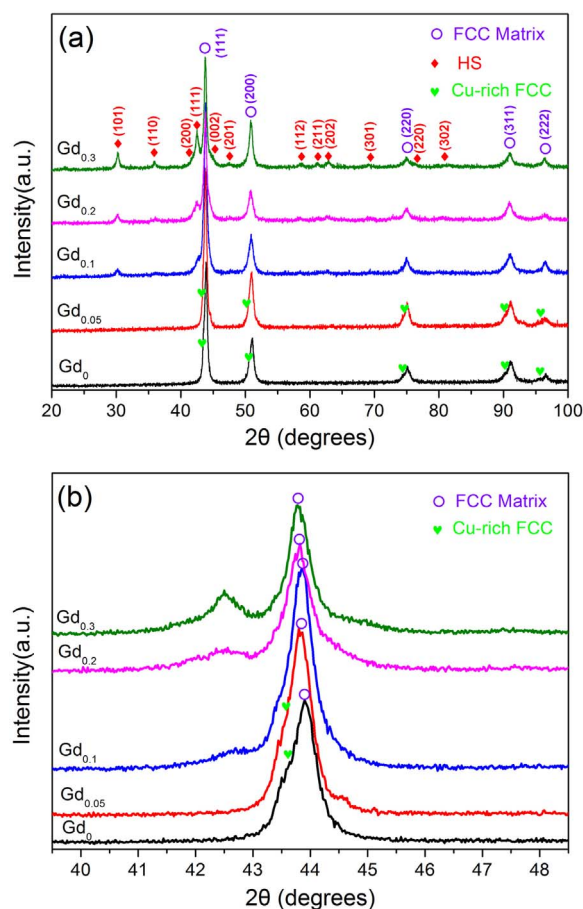 (a)
FCC Matrix
HS
Cu-rich FCC
(101)
(110)
(200)
(111)
(111)
(002)
(201)
(200)
(112)
(211)
(202)
(301)
(220)
(220)
(302)
(311)
(222)
Gd0.3
Gd0.2
Gd0.1
Gd0.05
Gd0
Intensity(a.u.)
20 30 40 50 60 70 80 90 100
2θ (degrees)
(b)
FCC Matrix
Cu-rich FCC
Gd0.3
Gd0.2
Gd0.1
Gd0.05
Gd0
Intensity(a.u.)
40 41 42 43 44 45 46 47 48
2θ (degrees)